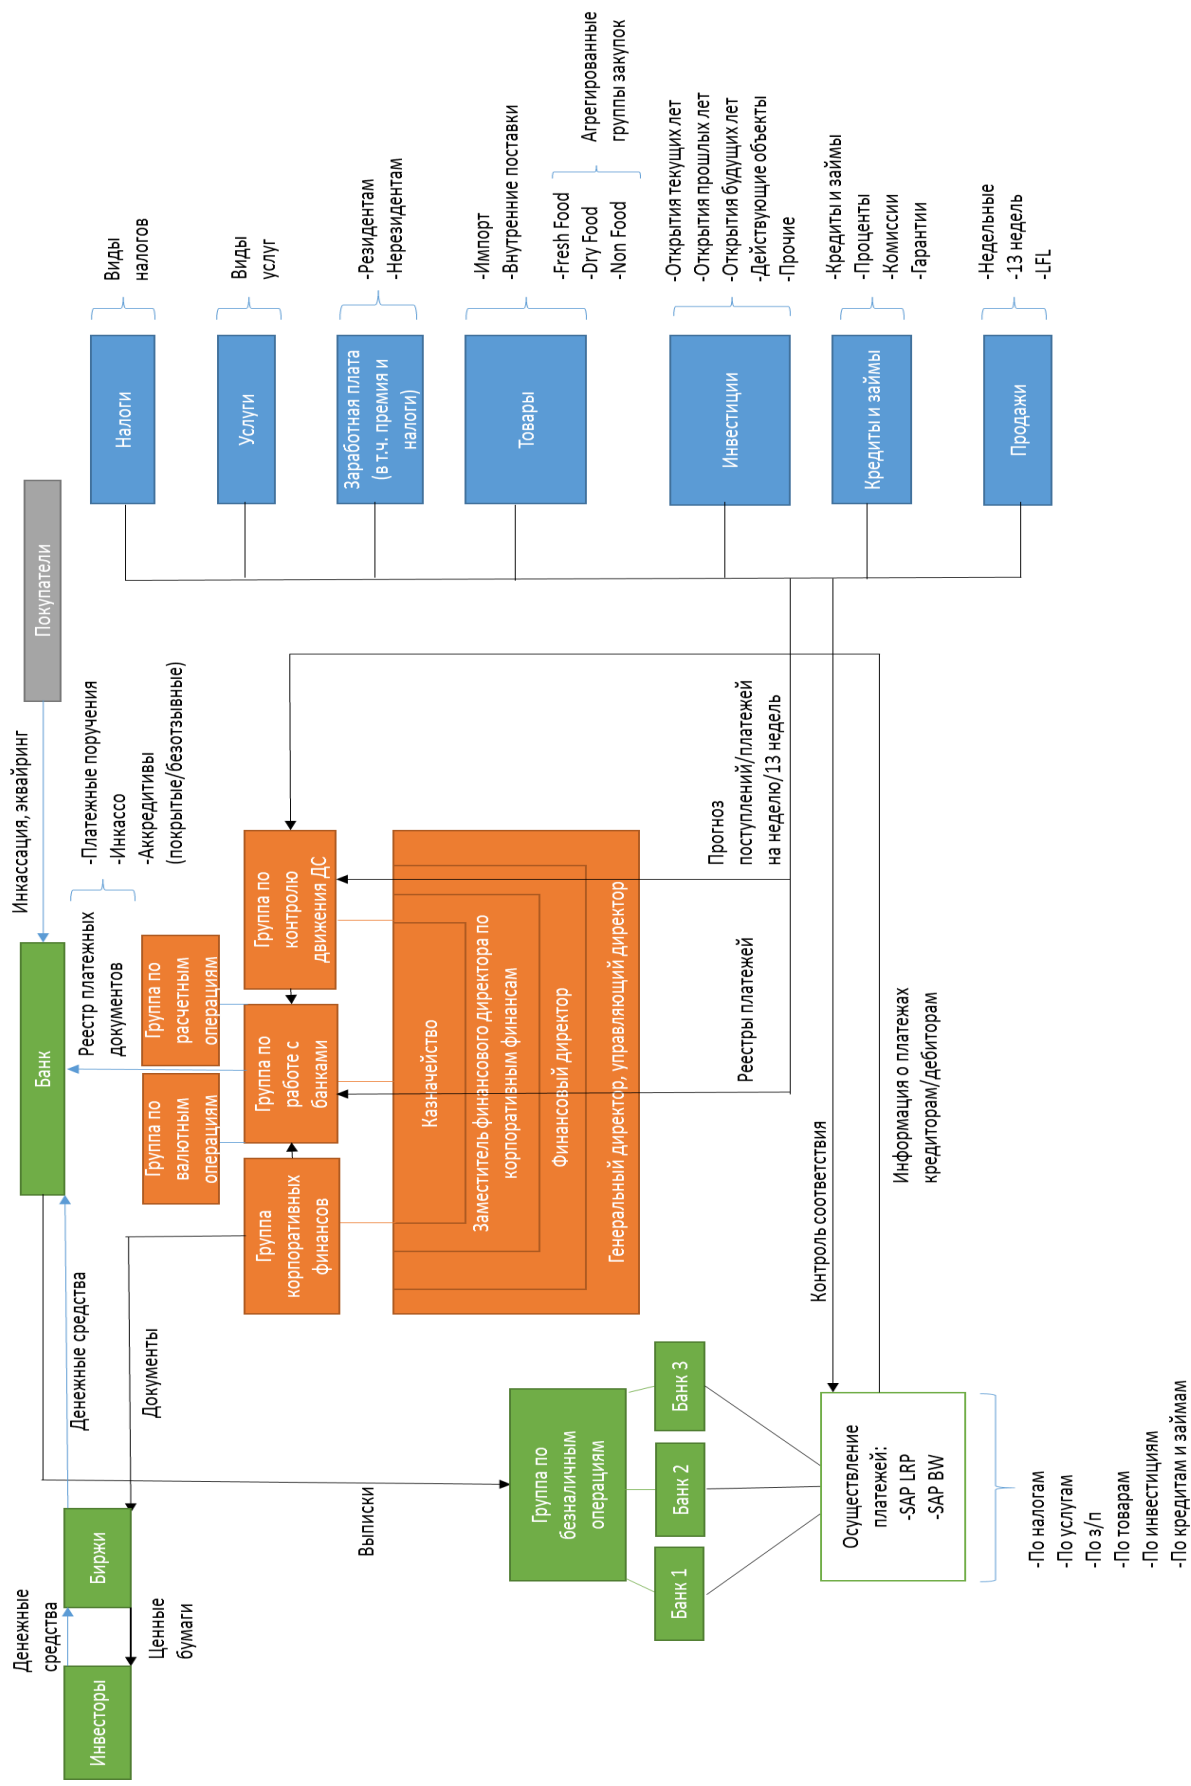 Инвесторы
Денежные
средства
Ценные
бумаги
Биржи
Денежные средства
Документы
Выписки
Банк
Инкассация, эквайринг
Покупатели
Реестр платежных
документов
-Платежные поручения
-Инкассо
-Аккредитивы
(покрытые/безотзывные)
Группа по
валютным
операциям
Группа по
расчетным
операциям
Группа
корпоративных
финансов
Группа по
работе с
банками
Группа по
контролю
движения ДС
Казначейство
Заместитель финансового директора по
корпоративным финансам
Финансовый директор
Генеральный директор, управляющий директор
Группа по
безналичным
операциям
Банк 1
Банк 2
Банк 3
Осуществление
платежей:
-SAP LRP
-SAP BW
-По налогам
-По услугам
-По з/п
-По товарам
-По инвестициям
-По кредитам и займам
Реестры платежей
Прогноз
поступлений/платежей
на неделю/13 недель
Контроль соответствия
Информация о платежах
кредиторам/дебиторам
Налоги
Виды
налогов
Услуги
Виды
услуг
Заработная плата
(в т.ч. премия и
налоги)
-Резидентам
-Нерезидентам
Товары
-Импорт
-Внутренние поставки
-Fresh Food
-Dry Food
-Non Food
Агрегированные
группы закупок
Инвестиции
-Открытия текущих лет
-Открытия прошлых лет
-Открытия будущих лет
-Действующие объекты
-Прочие
Кредиты и займы
-Кредиты и займы
-Проценты
-Комиссии
-Гарантии
Продажи
-Недельные
-13 недель
-LFL